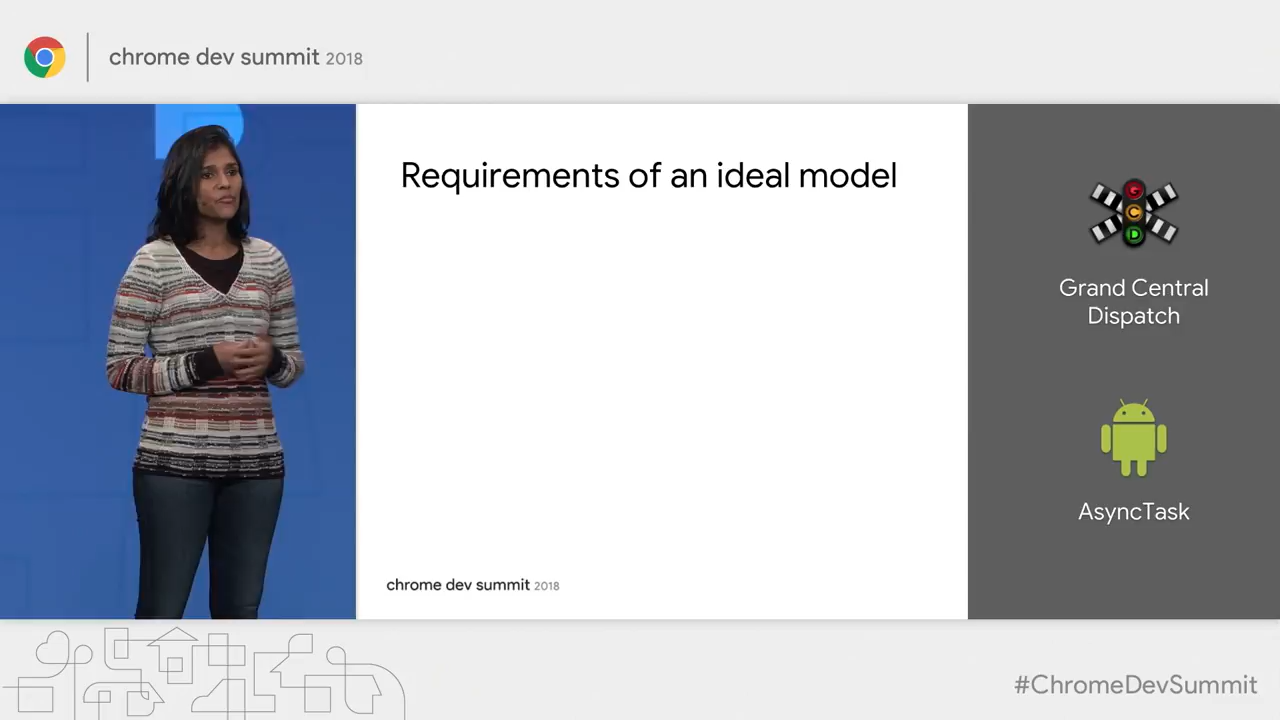 chrome dev summit 2018
Requirements of an ideal model
G
C
D
Grand Central
Dispatch
AsyncTask
chrome dev summit 2018
#ChromeDevSummit